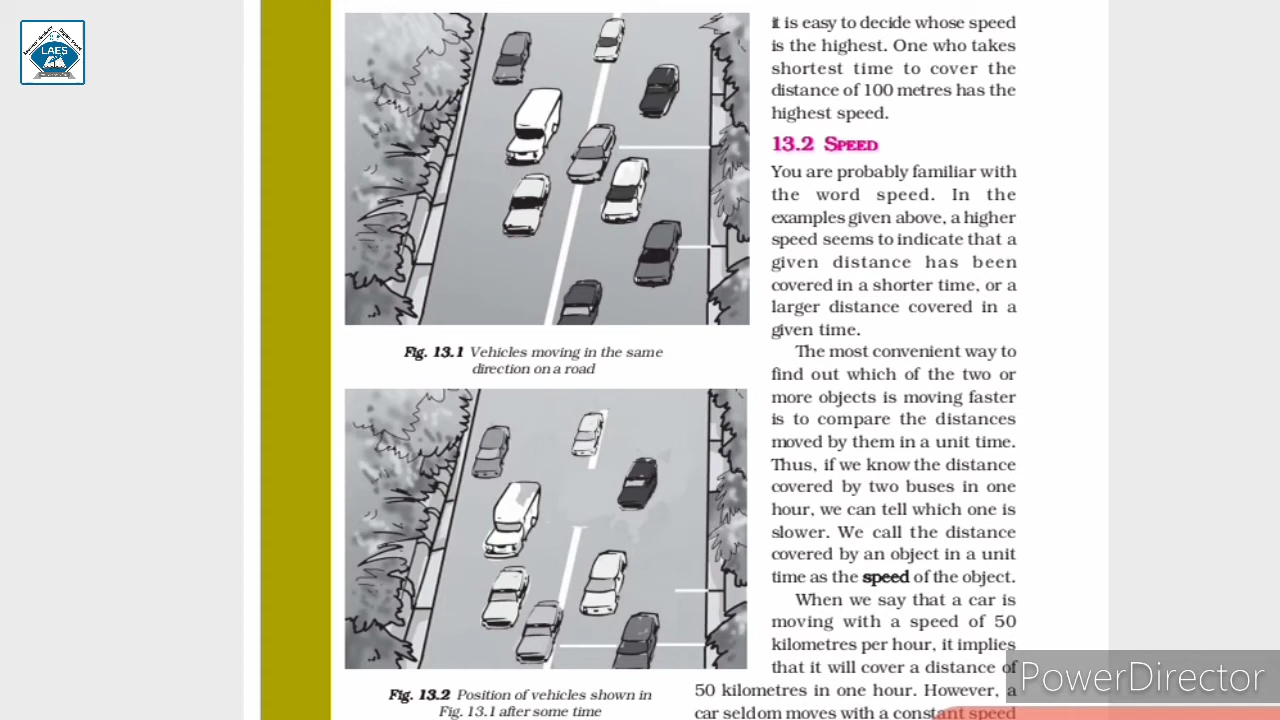 LAES
it is easy to decide whose speed
is the highest. One who takes
shortest time to cover the
distance of 100 metres has the
highest speed.
13.2 SPEED
You are probably familiar with
the word speed. In the
examples given above, a higher
speed seems to indicate that a
given distance has been
covered in a shorter time, or a
larger distance covered in a
given time.
The most convenient way to
find out which of the two or
more objects is moving faster
is to compare the distances
moved by them in a unit time.
Thus, if we know the distance
covered by two buses in one
hour, we can tell which one is
slower. We call the distance
covered by an object in a unit
time as the speed of the object.
When we say that a car is
moving with a speed of 50
kilometres per hour, it implies
that it will cover a distance of
50 kilometres in one hour. However, a
car seldom moves with a constant speed
Fig. 13.1 Vehicles moving in the same
direction on a road
Fig. 13.2 Position of vehicles shown in
Fig. 13.1 after some time
PowerDirector